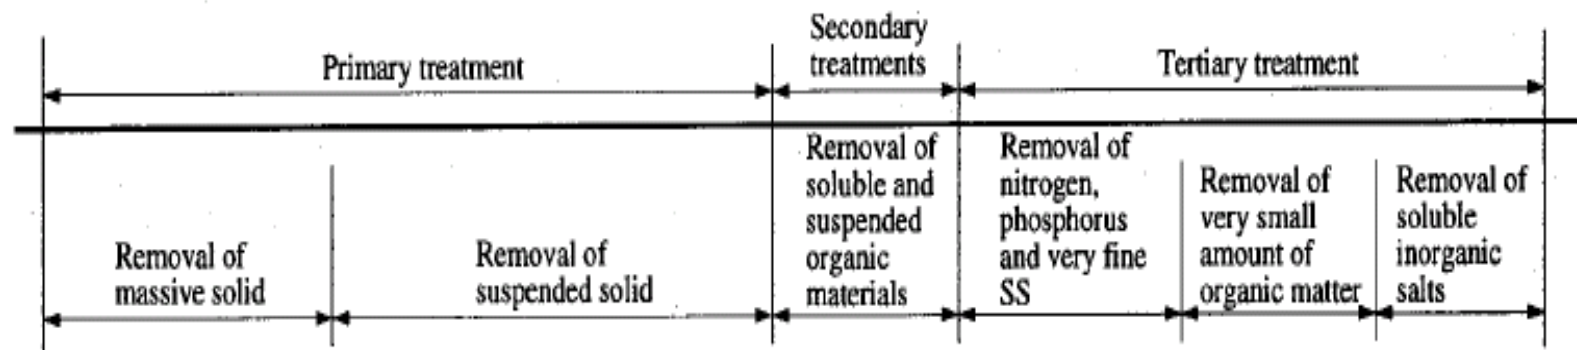 Primary treatment
Secondary
treatments
Tertiary treatment
Removal of
massive solid
Removal of
suspended solid
Removal of
soluble and
suspended
organic
materials
Removal of
nitrogen,
phosphorus
and very fine
SS
Removal of
very small
amount of
organic matter
Removal of
soluble
inorganic
salts